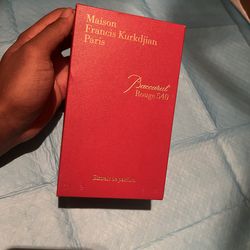 Maison
Francis Kurkdjian
Paris
Baccarat
Rouge 540
Extrait de parfum